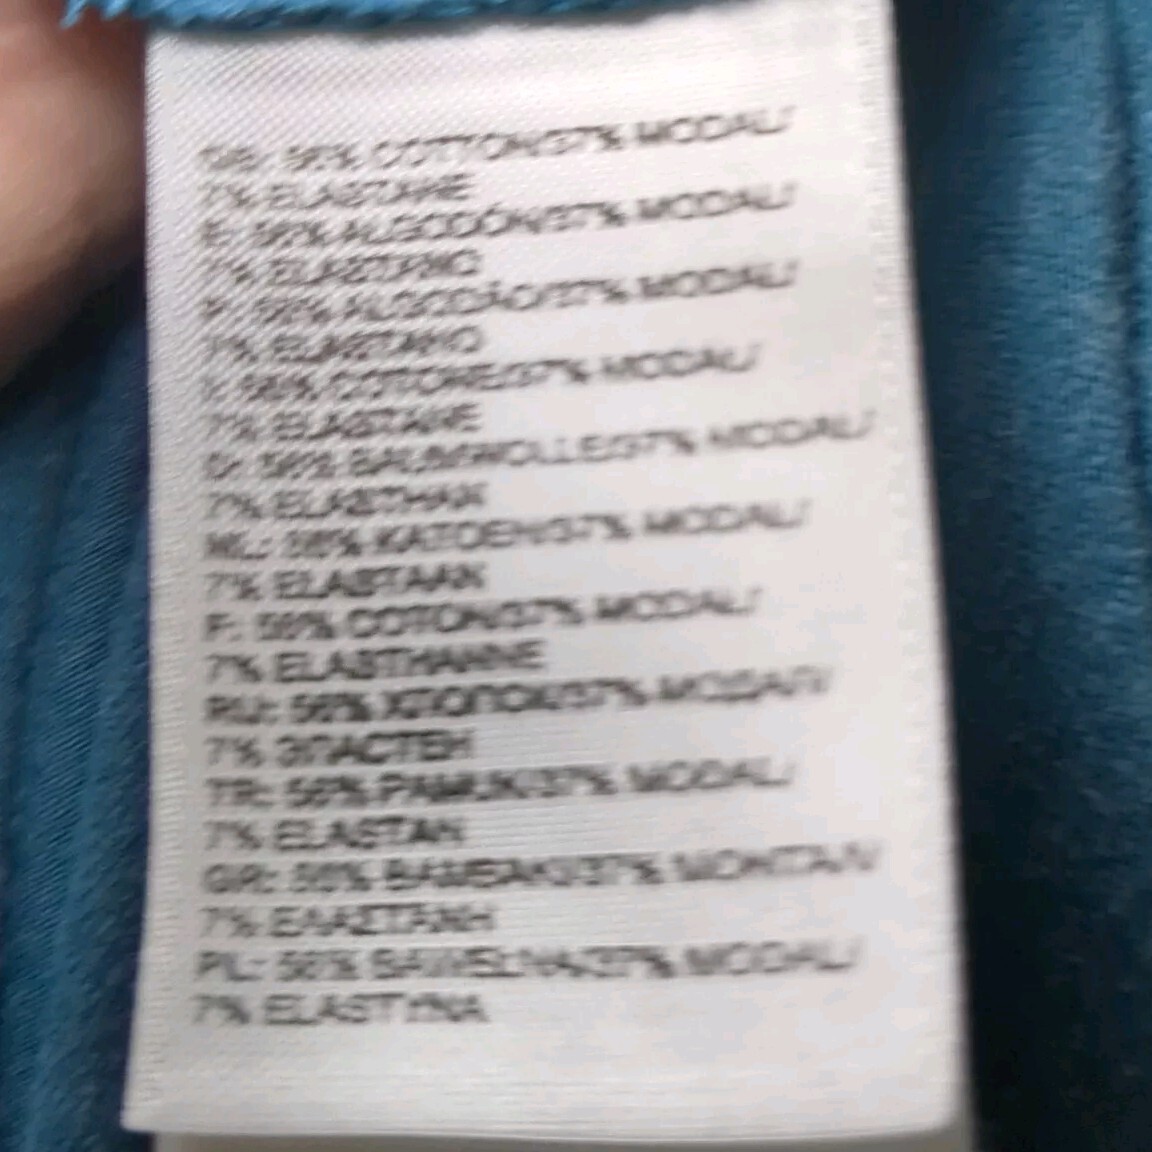 GB: 56% COTTON/37% MODAL/
7% ELASTANE
E: 56% ALGODÓN/37% MODAL/
7% ELASTANO
P: 56% ALGODÃO/37% MODAL/
7% ELASTANO
I: 56% COTONE/37% MODAL/
7% ELASTANE
D: 56% BAUMWOLLE/37% MODAL/
7% ELASTHAN
NL: 56% KATOEN/37% MODAL/
7% ELASTAAN
F: 56% COTON/37% MODAL/
7% ELASTHANNE
RU: 56% ХЛОПОК/37% МОДАЛ/
7% ЭЛАСТЕН
TR: 56% PAMUK/37% MODAL/
7% ELASTAN
GR: 56% ΒΑΜΒΑΚΙ/37% ΜΟΝΤΑΛ/
7% ΕΛΑΣΤΑΝΗ
PL: 56% BAWEŁNA/37% MODAL/
7% ELASTYNA